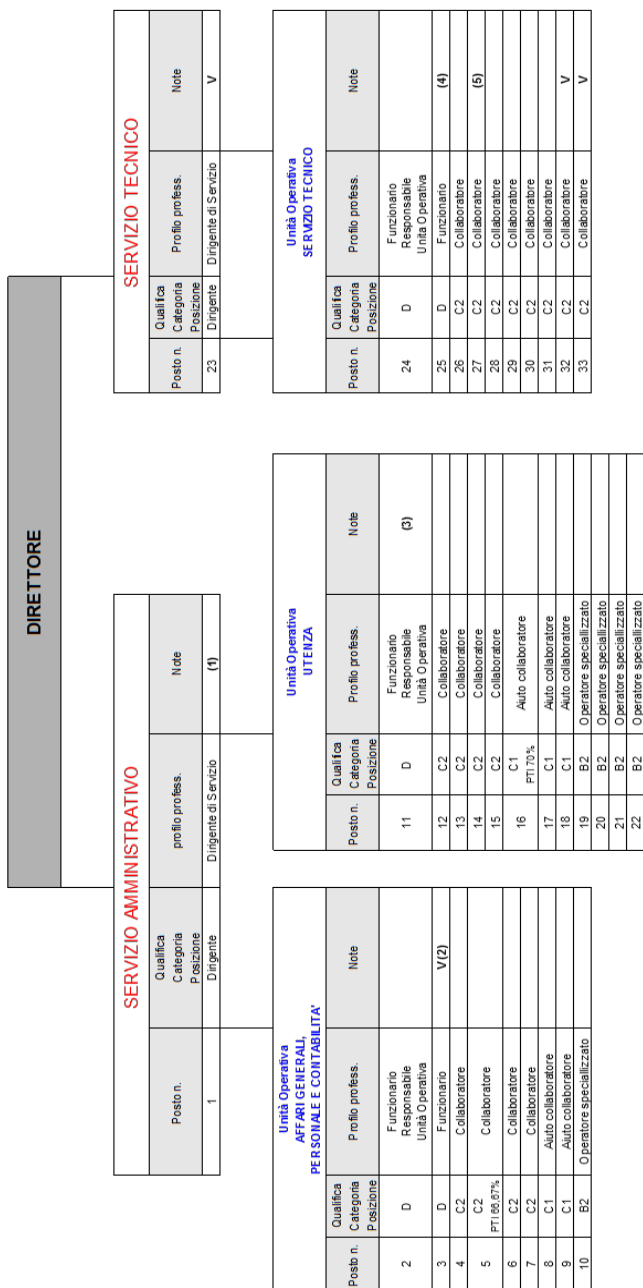 DIRETTORE
SERVIZIO AMMINISTRATIVO
Posto n. Qualifica Categoria Posizione profilo profess. Note
1 Dirigente Dirigente di Servizio (1)
SERVIZIO TECNICO
Posto n. Qualifica Categoria Posizione Profilo profess. Note
23 Dirigente Dirigente di Servizio V
Unità Operativa
AFFARI GENERALI,
PERSONALE E CONTABILITA'
Posto n. Qualifica Categoria Posizione Profilo profess. Note
2 D Funzionario Responsabile Unità Operativa
3 D Funzionario V (2)
4 C2 Collaboratore
5 C2 PTI 66,67% Collaboratore
6 C2 Collaboratore
7 C2 Collaboratore
8 C1 Aiuto collaboratore
9 C1 Aiuto collaboratore
10 B2 Operatore speciallizzato
Unità Operativa
UTENZA
Posto n. Qualifica Categoria Posizione Profilo profess. Note
11 D Funzionario Responsabile Unità Operativa (3)
12 C2 Collaboratore
13 C2 Collaboratore
14 C2 Collaboratore
15 C2 Collaboratore
16 C1 PTI 70% Aiuto collaboratore
17 C1 Aiuto collaboratore
18 C1 Aiuto collaboratore
19 B2 Operatore speciallizzato
20 B2 Operatore speciallizzato
21 B2 Operatore speciallizzato
22 B2 Operatore speciallizzato
Unità Operativa
SERVIZIO TECNICO
Posto n. Qualifica Categoria Posizione Profilo profess. Note
24 D Funzionario Responsabile Unita Operativa
25 D Funzionario (4)
26 C2 Collaboratore
27 C2 Collaboratore (5)
28 C2 Collaboratore
29 C2 Collaboratore
30 C2 Collaboratore
31 C2 Collaboratore
32 C2 Collaboratore V
33 C2 Collaboratore V